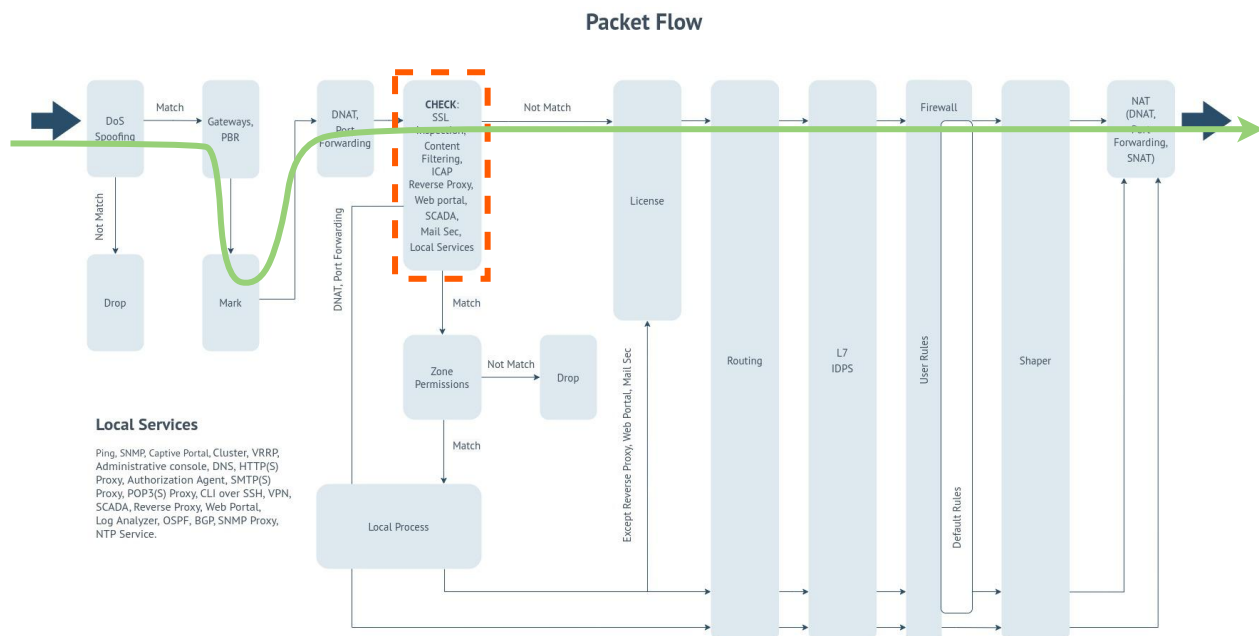 Packet Flow
DoS
Spoofing
Match
Gateways,
PBR
DNAT,
Port
Forwarding
CHECK:
SSL
Inspection,
Content
Filtering,
ICAP
Reverse Proxy,
Web portal,
SCADA,
Mail Sec,
Local Services
Not Match
License
Firewall
NAT
(DNAT,
Port
Forwarding,
SNAT)
Not Match
Drop
Mark
DNAT, Port Forwarding
Match
Zone
Permissions
Not Match
Drop
Match
Local Process
Except Reverse Proxy, Web Portal, Mail Sec
Routing
L7
IDPS
User Rules
Default Rules
Shaper
Local Services
Ping, SNMP, Captive Portal, Cluster, VRRP,
Administrative console, DNS, HTTP(S)
Proxy, Authorization Agent, SMTP(S)
Proxy, POP3(S) Proxy, CLI over SSH, VPN,
SCADA, Reverse Proxy, Web Portal,
Log Analyzer, OSPF, BGP, SNMP Proxy,
NTP Service.